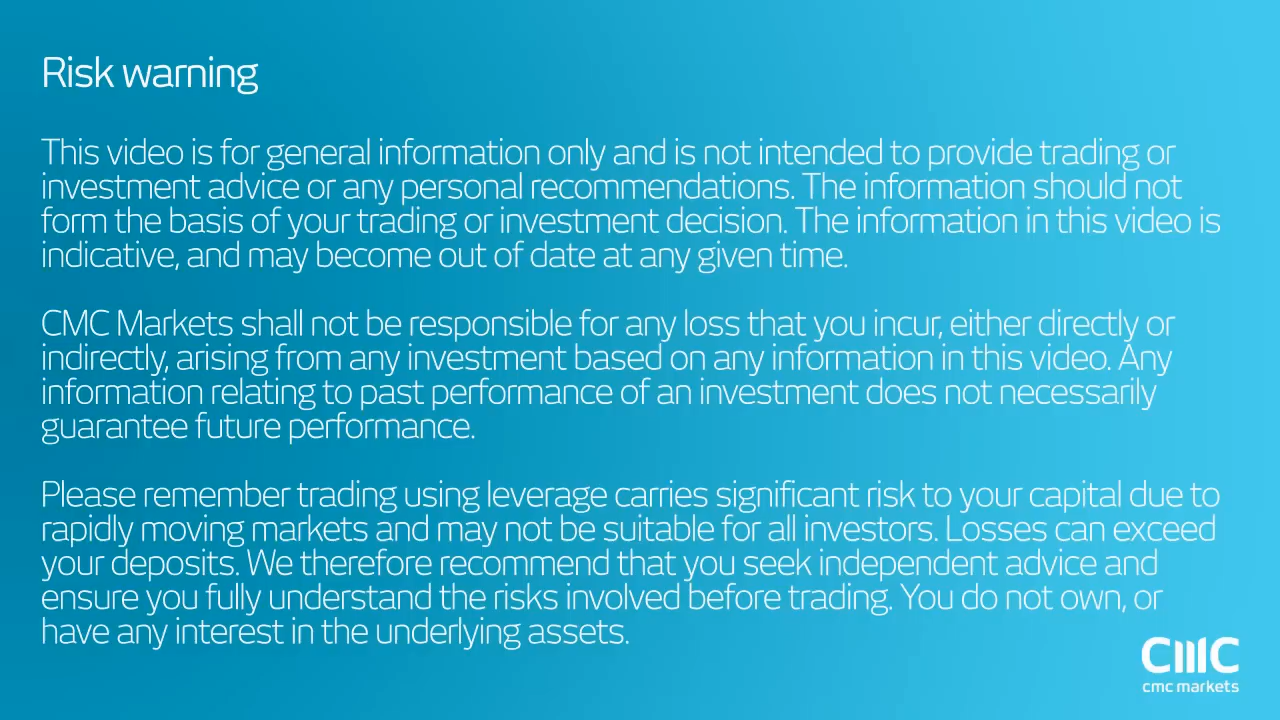 Risk warning
This video is for general information only and is not intended to provide trading or
investment advice or any personal recommendations. The information should not
form the basis of your trading or investment decision. The information in this video is
indicative, and may become out of date at any given time.
CMC Markets shall not be responsible for any loss that you incur, either directly or
indirectly, arising from any investment based on any information in this video. Any
information relating to past performance of an investment does not necessarily
guarantee future performance.
Please remember trading using leverage carries significant risk to your capital due to
rapidly moving markets and may not be suitable for all investors. Losses can exceed
your deposits. We therefore recommend that you seek independent advice and
ensure you fully understand the risks involved before trading. You do not own, or
have any interest in the underlying assets.
CMC
cmc markets